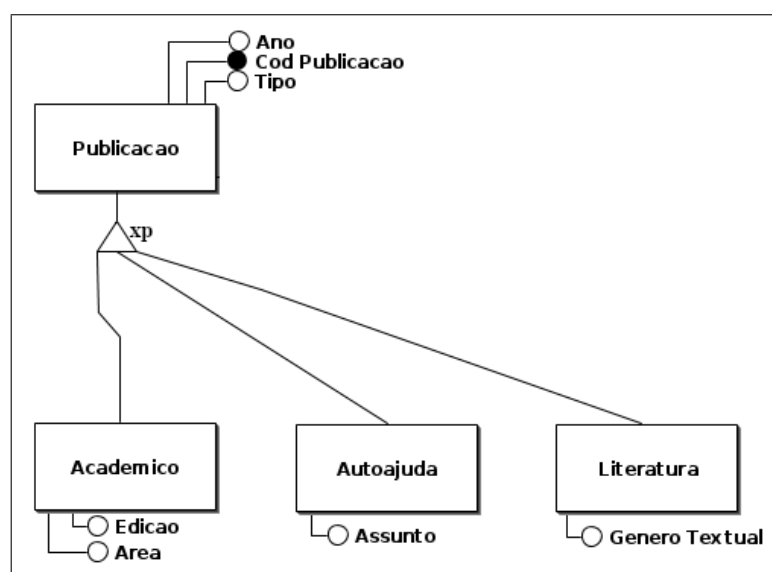 Ano
Cod Publicacao
Tipo
Publicacao
xp
Academico
Autoajuda
Literatura
Edicao
Area
Assunto
Genero Textual